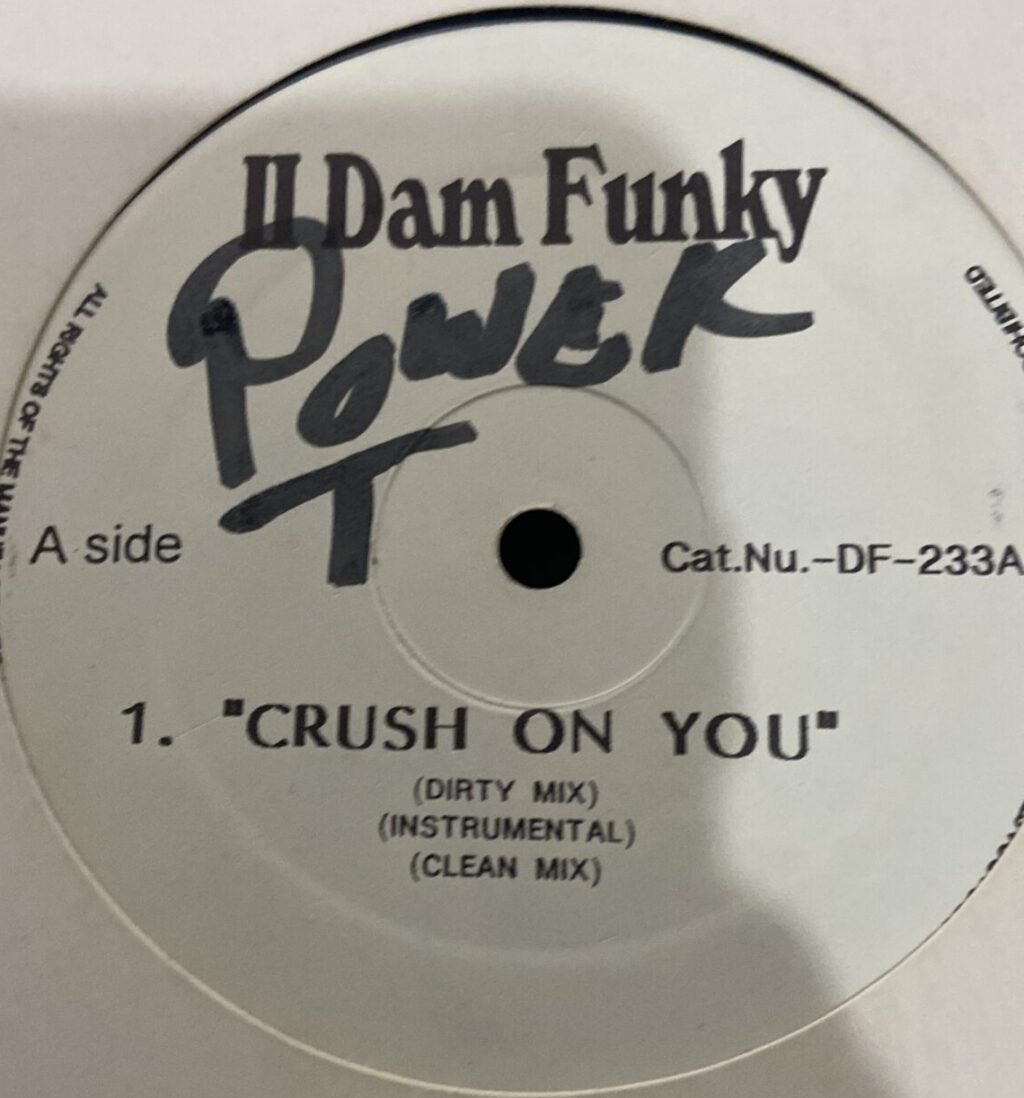 II Dam Funky
POWER
T
ALL RIGHTS OF THE
A side
Cat.Nu.-DF-233A
1. "CRUSH ON YOU"
(DIRTY MIX)
(INSTRUMENTAL)
(CLEAN MIX)